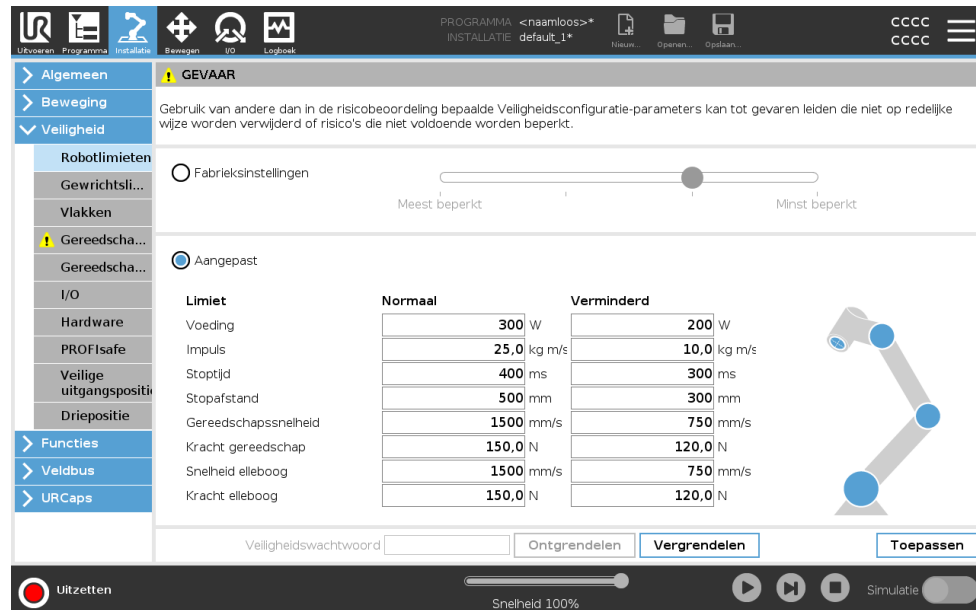 PROGRAMMA <naamloos>*
INSTALLATIE default_1*
Uitvoeren Programma Installatie Bewegen I/O Logboek
Nieuw... Openen... Opslaan...
CCCC
CCCC
Algemeen
Beweging
Veiligheid
Robotlimieten
Gewrichtsli...
Vlakken
Gereedscha...
Gereedscha...
I/O
Hardware
PROFIsafe
Veilige
uitgangspositi
Driepositie
Functies
Veldbus
URCaps
GEVAAR
Gebruik van andere dan in de risicobeoordeling bepaalde Veiligheidsconfiguratie-parameters kan tot gevaren leiden die niet op redelijke
wijze worden verwijderd of risico's die niet voldoende worden beperkt.
Fabrieksinstellingen
Meest beperkt Minst beperkt
Aangepast
Limiet Normaal Verminderd
Voeding 300 W 200 W
Impuls 25,0 kg m/s 10,0 kg m/s
Stoptijd 400 ms 300 ms
Stopafstand 500 mm 300 mm
Gereedschapssnelheid 1500 mm/s 750 mm/s
Kracht gereedschap 150,0 N 120,0 N
Snelheid elleboog 1500 mm/s 750 mm/s
Kracht elleboog 150,0 N 120,0 N
Veiligheidswachtwoord Ontgrendelen Vergrendelen Toepassen
Uitzetten
Snelheid 100%
Simulatie